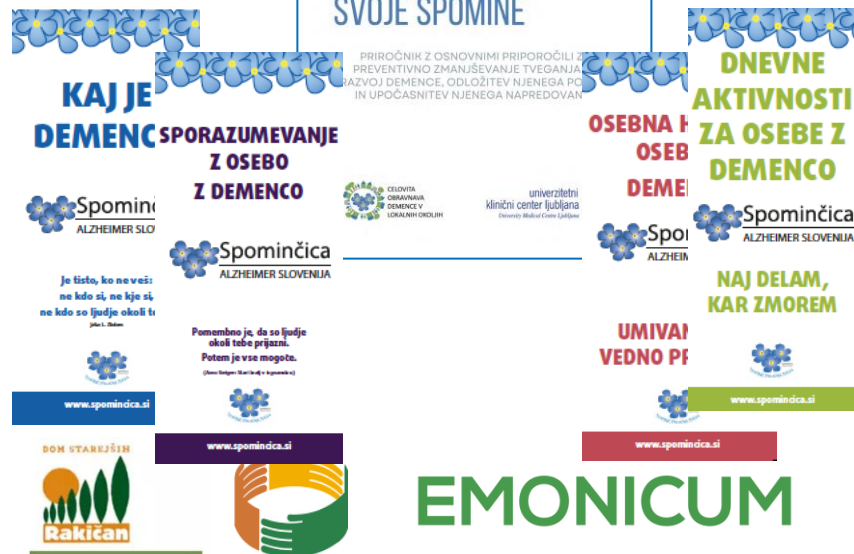 SVOJE SPOMINE
PRIROČNIK Z OSNOVNIMI PRIPOROČILI Z
PREVENTIVNO ZMANJŠEVANJE TVEGANJA
RAZVOJ DEMENCE, ODLOŽITEV NJENEGA PO
IN UPOČASNITEV NJENEGA NAPREDOVAN
CELOVITA
OBRAVNAVA
DEMENCE V
LOKALNIH OKOLJIH
univerzitetni
klinični center ljubljana
University Medical Centre Ljubljana
KAJ JE
DEMENC
Spominč
ALZHEIMER SLO
Je tisto, ko ne veš:
ne kdo si, ne kje si,
ne kdo so ljudje okoli t
www.spomincica.si
SPORAZUMEVANJE
Z OSEBO
Z DEMENCO
Spominčica
ALZHEIMER SLOVENIJA
Pomembno je, da so ljudje
okoli tebe prijazni.
Potem je vse mogoče.
www.spomincica.si
OSEBNA H
OSEB
DEME
Spo
ALZHEIM
UMIVAN
VEDNO PR
www.spomincica.si
DNEVNE
AKTIVNOSTI
ZA OSEBE Z
DEMENCO
Spominčica
ALZHEIMER SLOVENIJA
NAJ DELAM,
KAR ZMOREM
www.spomincica.si
DOM STAREJŠIH
Rakičan
EMONICUM